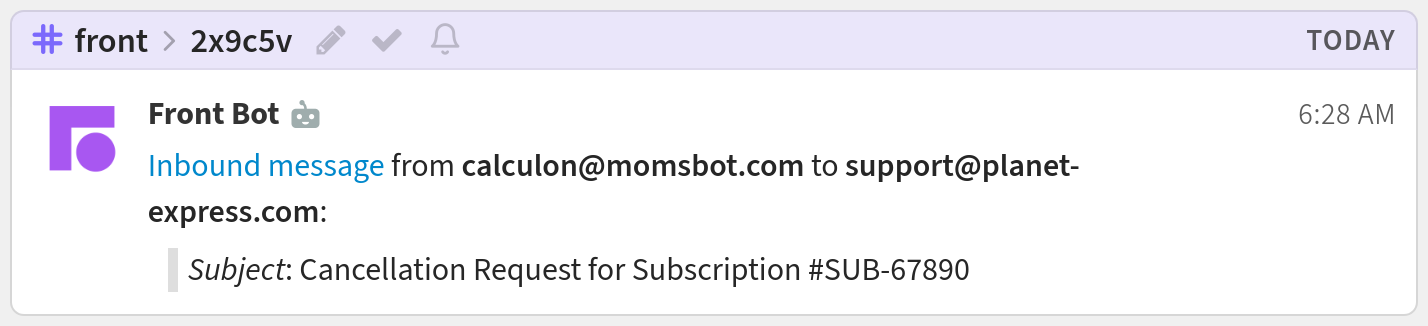 front > 2x9c5v TODAY
Front Bot 6:28 AM
Inbound message from calculon@momsbot.com to support@planet-
express.com:
Subject: Cancellation Request for Subscription #SUB-67890